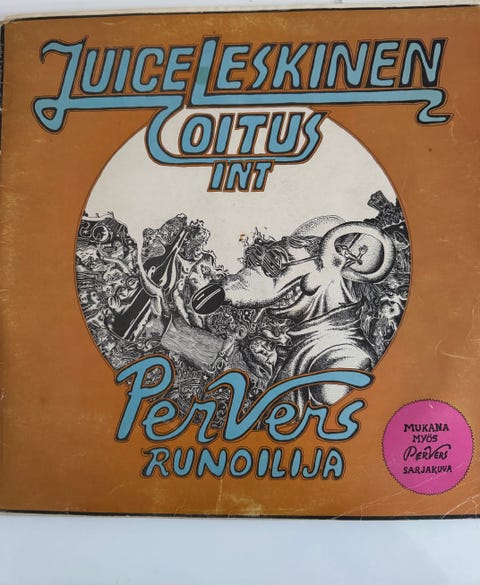 JUICE LESKINEN
COITUS
INT
PerVers
RUNOILIJA
MUKANA
MYÖS
PerVers
SARJAKUVA